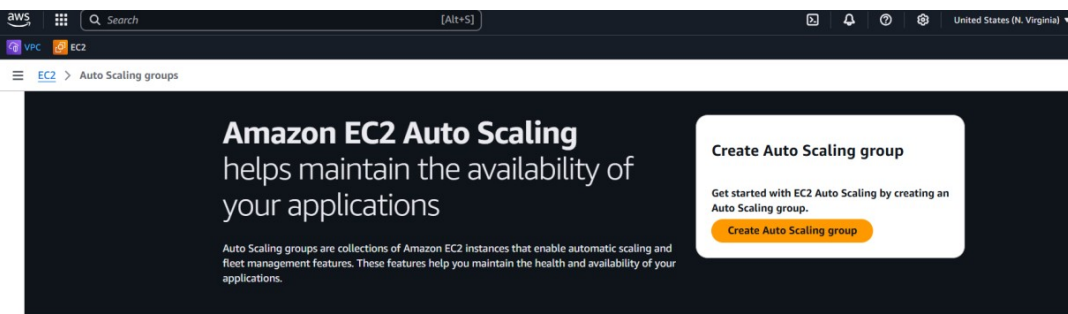 aws
Search
[Alt+S]
United States (N. Virginia)
VPC
EC2
EC2 > Auto Scaling groups
Amazon EC2 Auto Scaling
helps maintain the availability of
your applications
Auto Scaling groups are collections of Amazon EC2 instances that enable automatic scaling and
fleet management features. These features help you maintain the health and availability of your
applications.
Create Auto Scaling group
Get started with EC2 Auto Scaling by creating an
Auto Scaling group.
Create Auto Scaling group